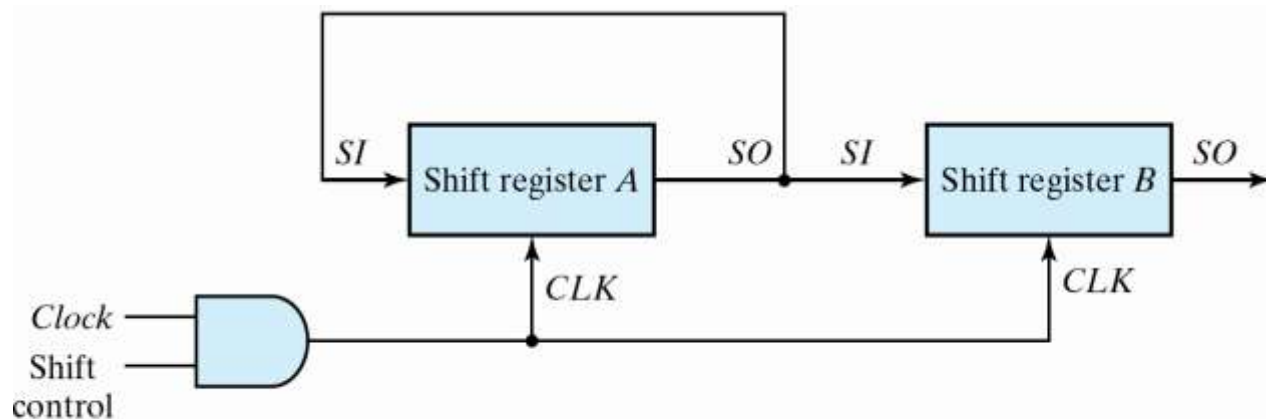 SI
Shift register A
SO
SI
Shift register B
SO
CLK
CLK
Clock
Shift
control